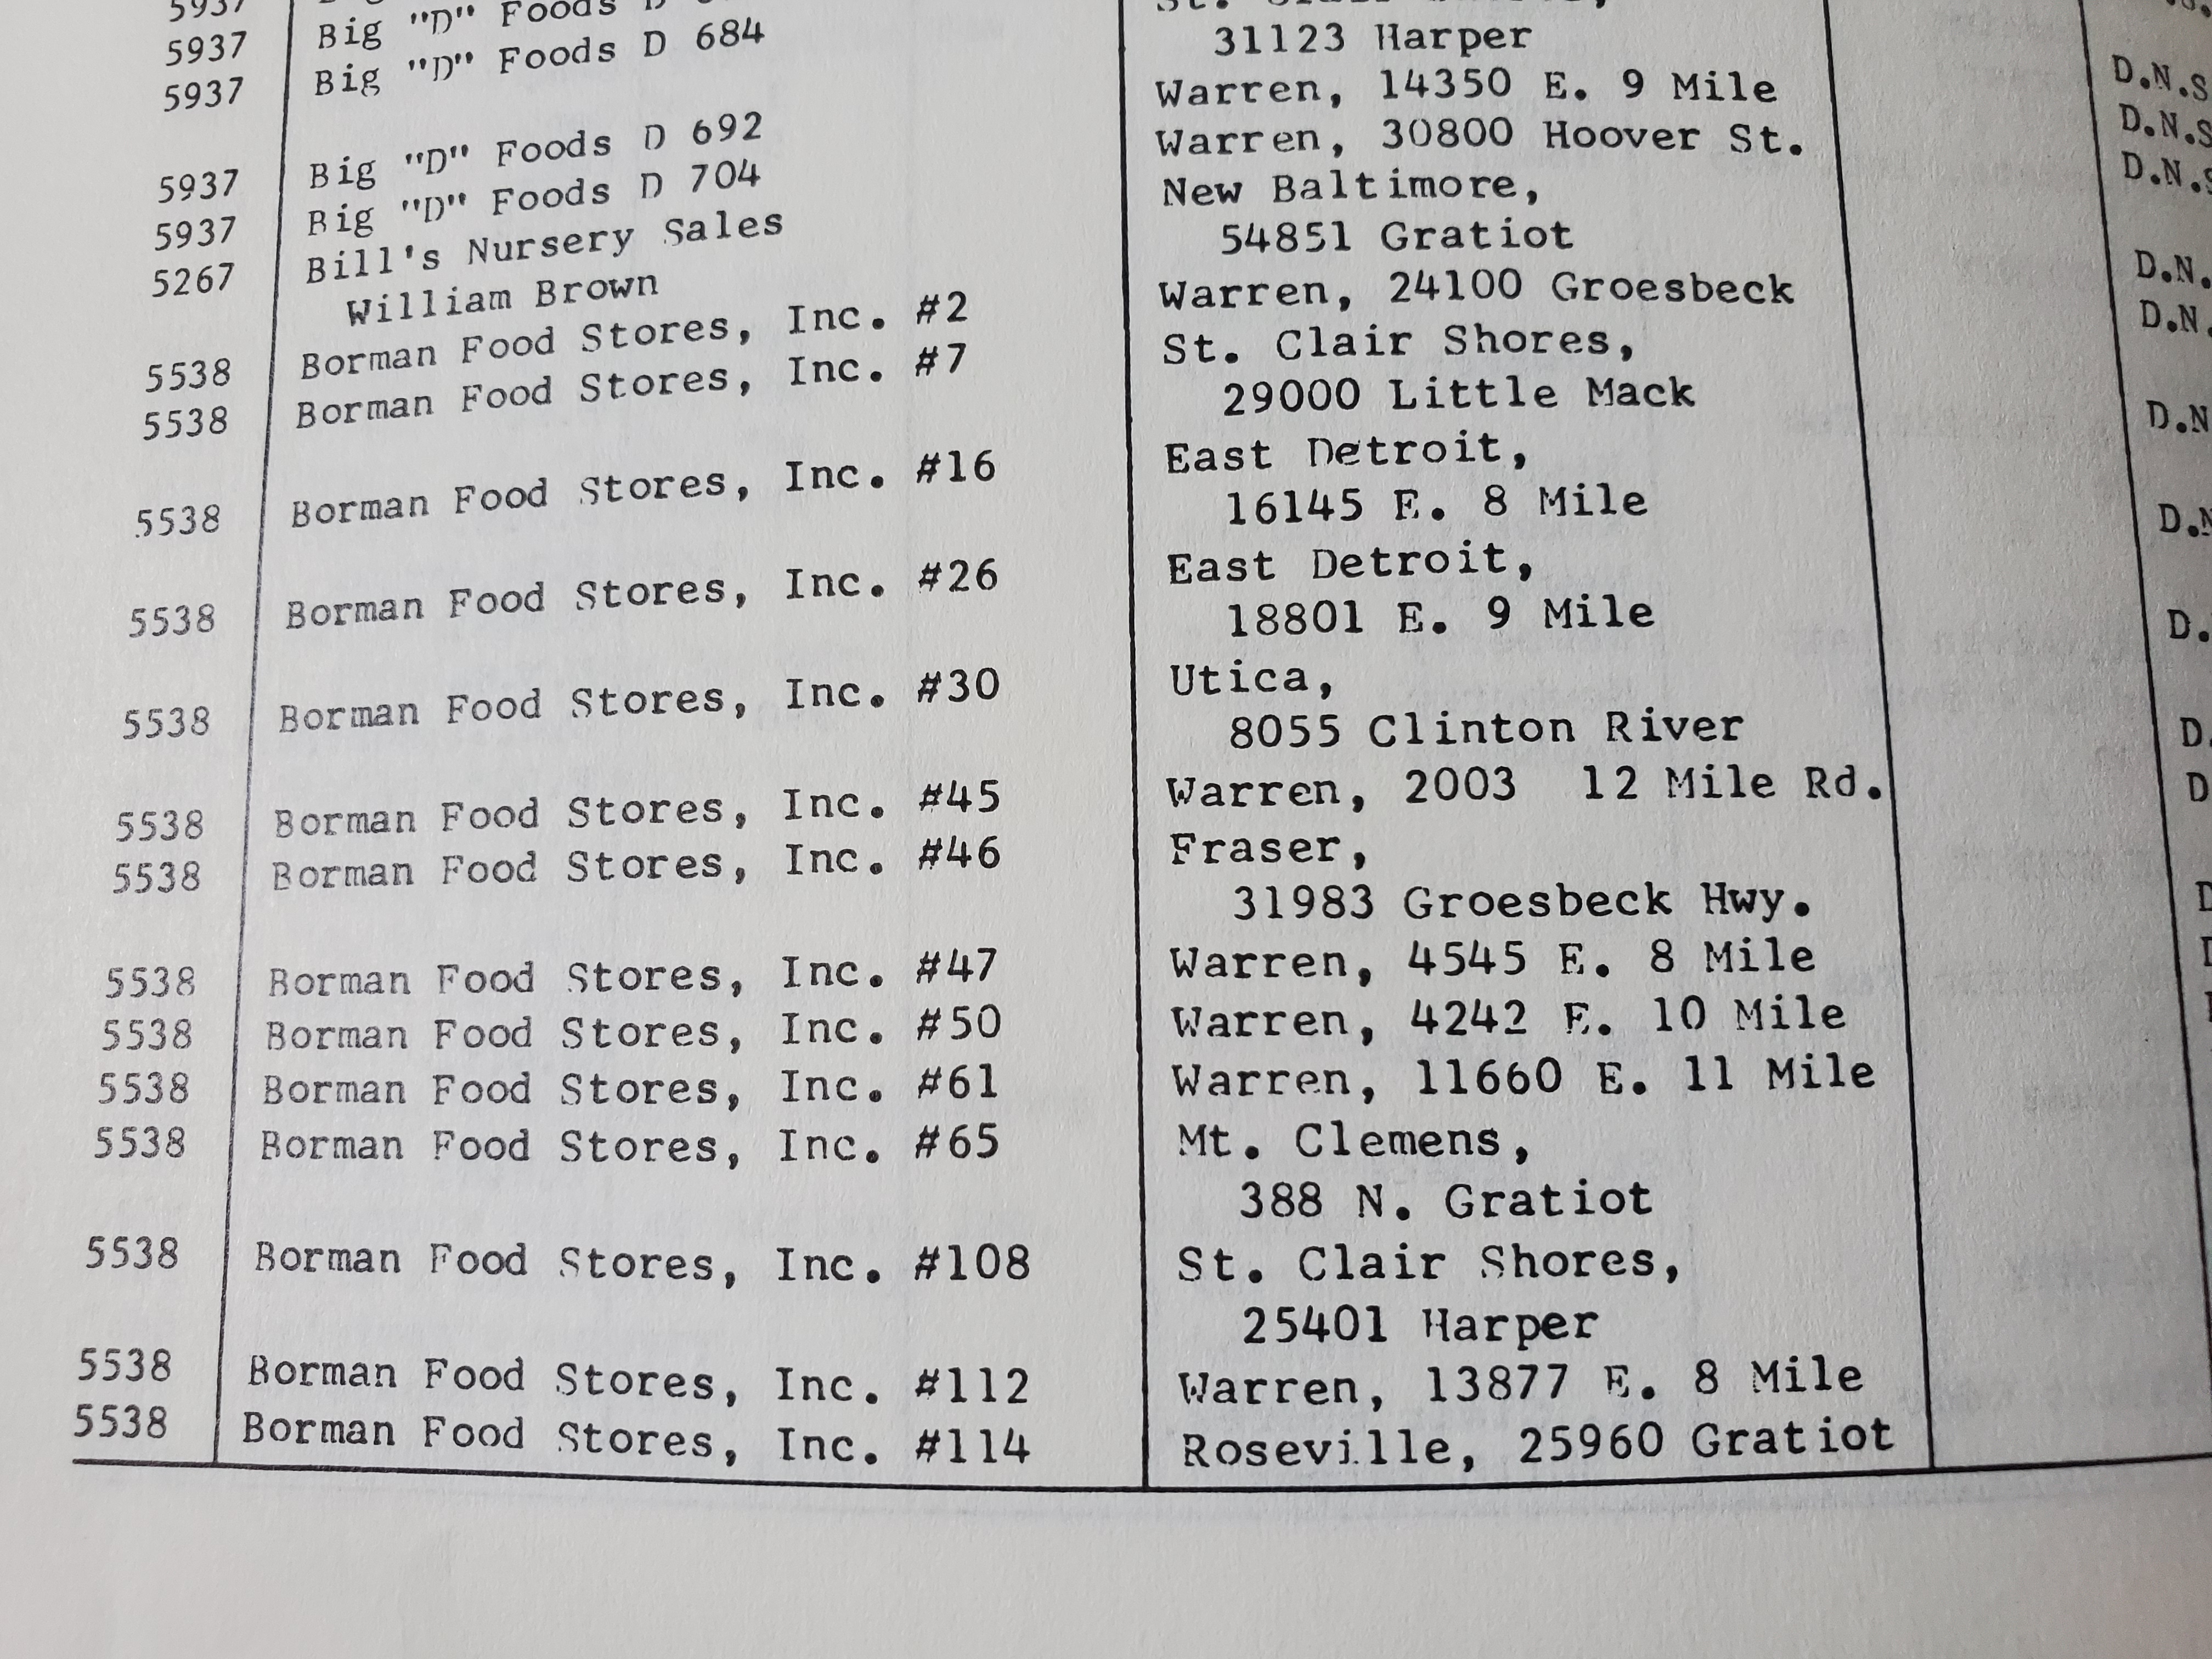 5937
5937 Big "D" Foods D
5937 Big "D" Foods D 684 St. Clair Shores,
31123 Harper
5937 Big "D" Foods D 692 Warren, 14350 E. 9 Mile
5937 Big "D" Foods D 704 Warren, 30800 Hoover St.
5267 Bill's Nursery Sales New Baltimore,
William Brown 54851 Gratiot
5538 Borman Food Stores, Inc. #2 Warren, 24100 Groesbeck
5538 Borman Food Stores, Inc. #7 St. Clair Shores,
29000 Little Mack
5538 Borman Food Stores, Inc. #16 East Detroit,
16145 E. 8 Mile
5538 Borman Food Stores, Inc. #26 East Detroit,
18801 E. 9 Mile
5538 Borman Food Stores, Inc. #30 Utica,
8055 Clinton River
5538 Borman Food Stores, Inc. #45 Warren, 2003 12 Mile Rd.
5538 Borman Food Stores, Inc. #46 Fraser,
31983 Groesbeck Hwy.
5538 Borman Food Stores, Inc. #47 Warren, 4545 E. 8 Mile
5538 Borman Food Stores, Inc. #50 Warren, 4242 E. 10 Mile
5538 Borman Food Stores, Inc. #61 Warren, 11660 E. 11 Mile
5538 Borman Food Stores, Inc. #65 Mt. Clemens,
388 N. Gratiot
5538 Borman Food Stores, Inc. #108 St. Clair Shores,
25401 Harper
5538 Borman Food Stores, Inc. #112 Warren, 13877 E. 8 Mile
5538 Borman Food Stores, Inc. #114 Roseville, 25960 Gratiot